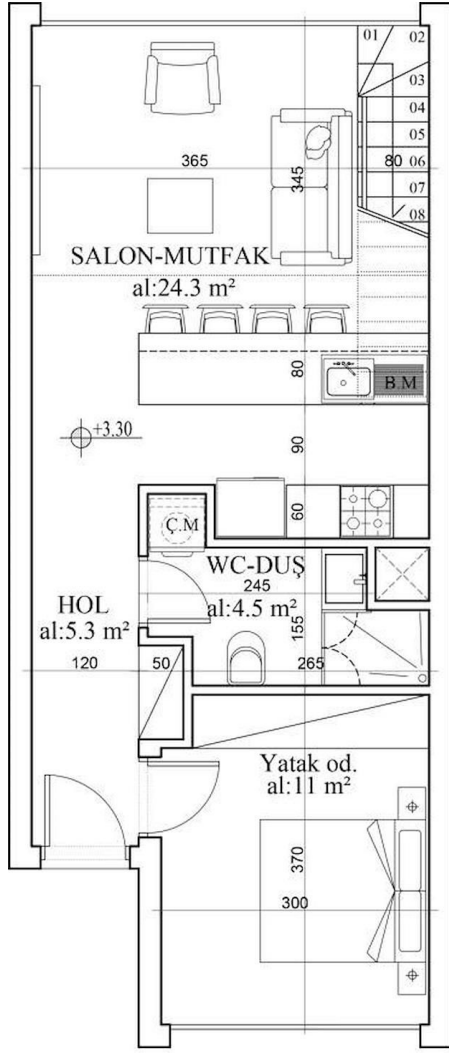 01
02
03
04
05
365
345
80
06
07
08
SALON-MUTFAK
al:24.3 m²
80
B.M
+3.30
90
60
Ç.M
WC-DUŞ
245
al:4.5 m²
155
HOL
al:5.3 m²
120
50
265
Yatak od.
al:11 m²
370
300